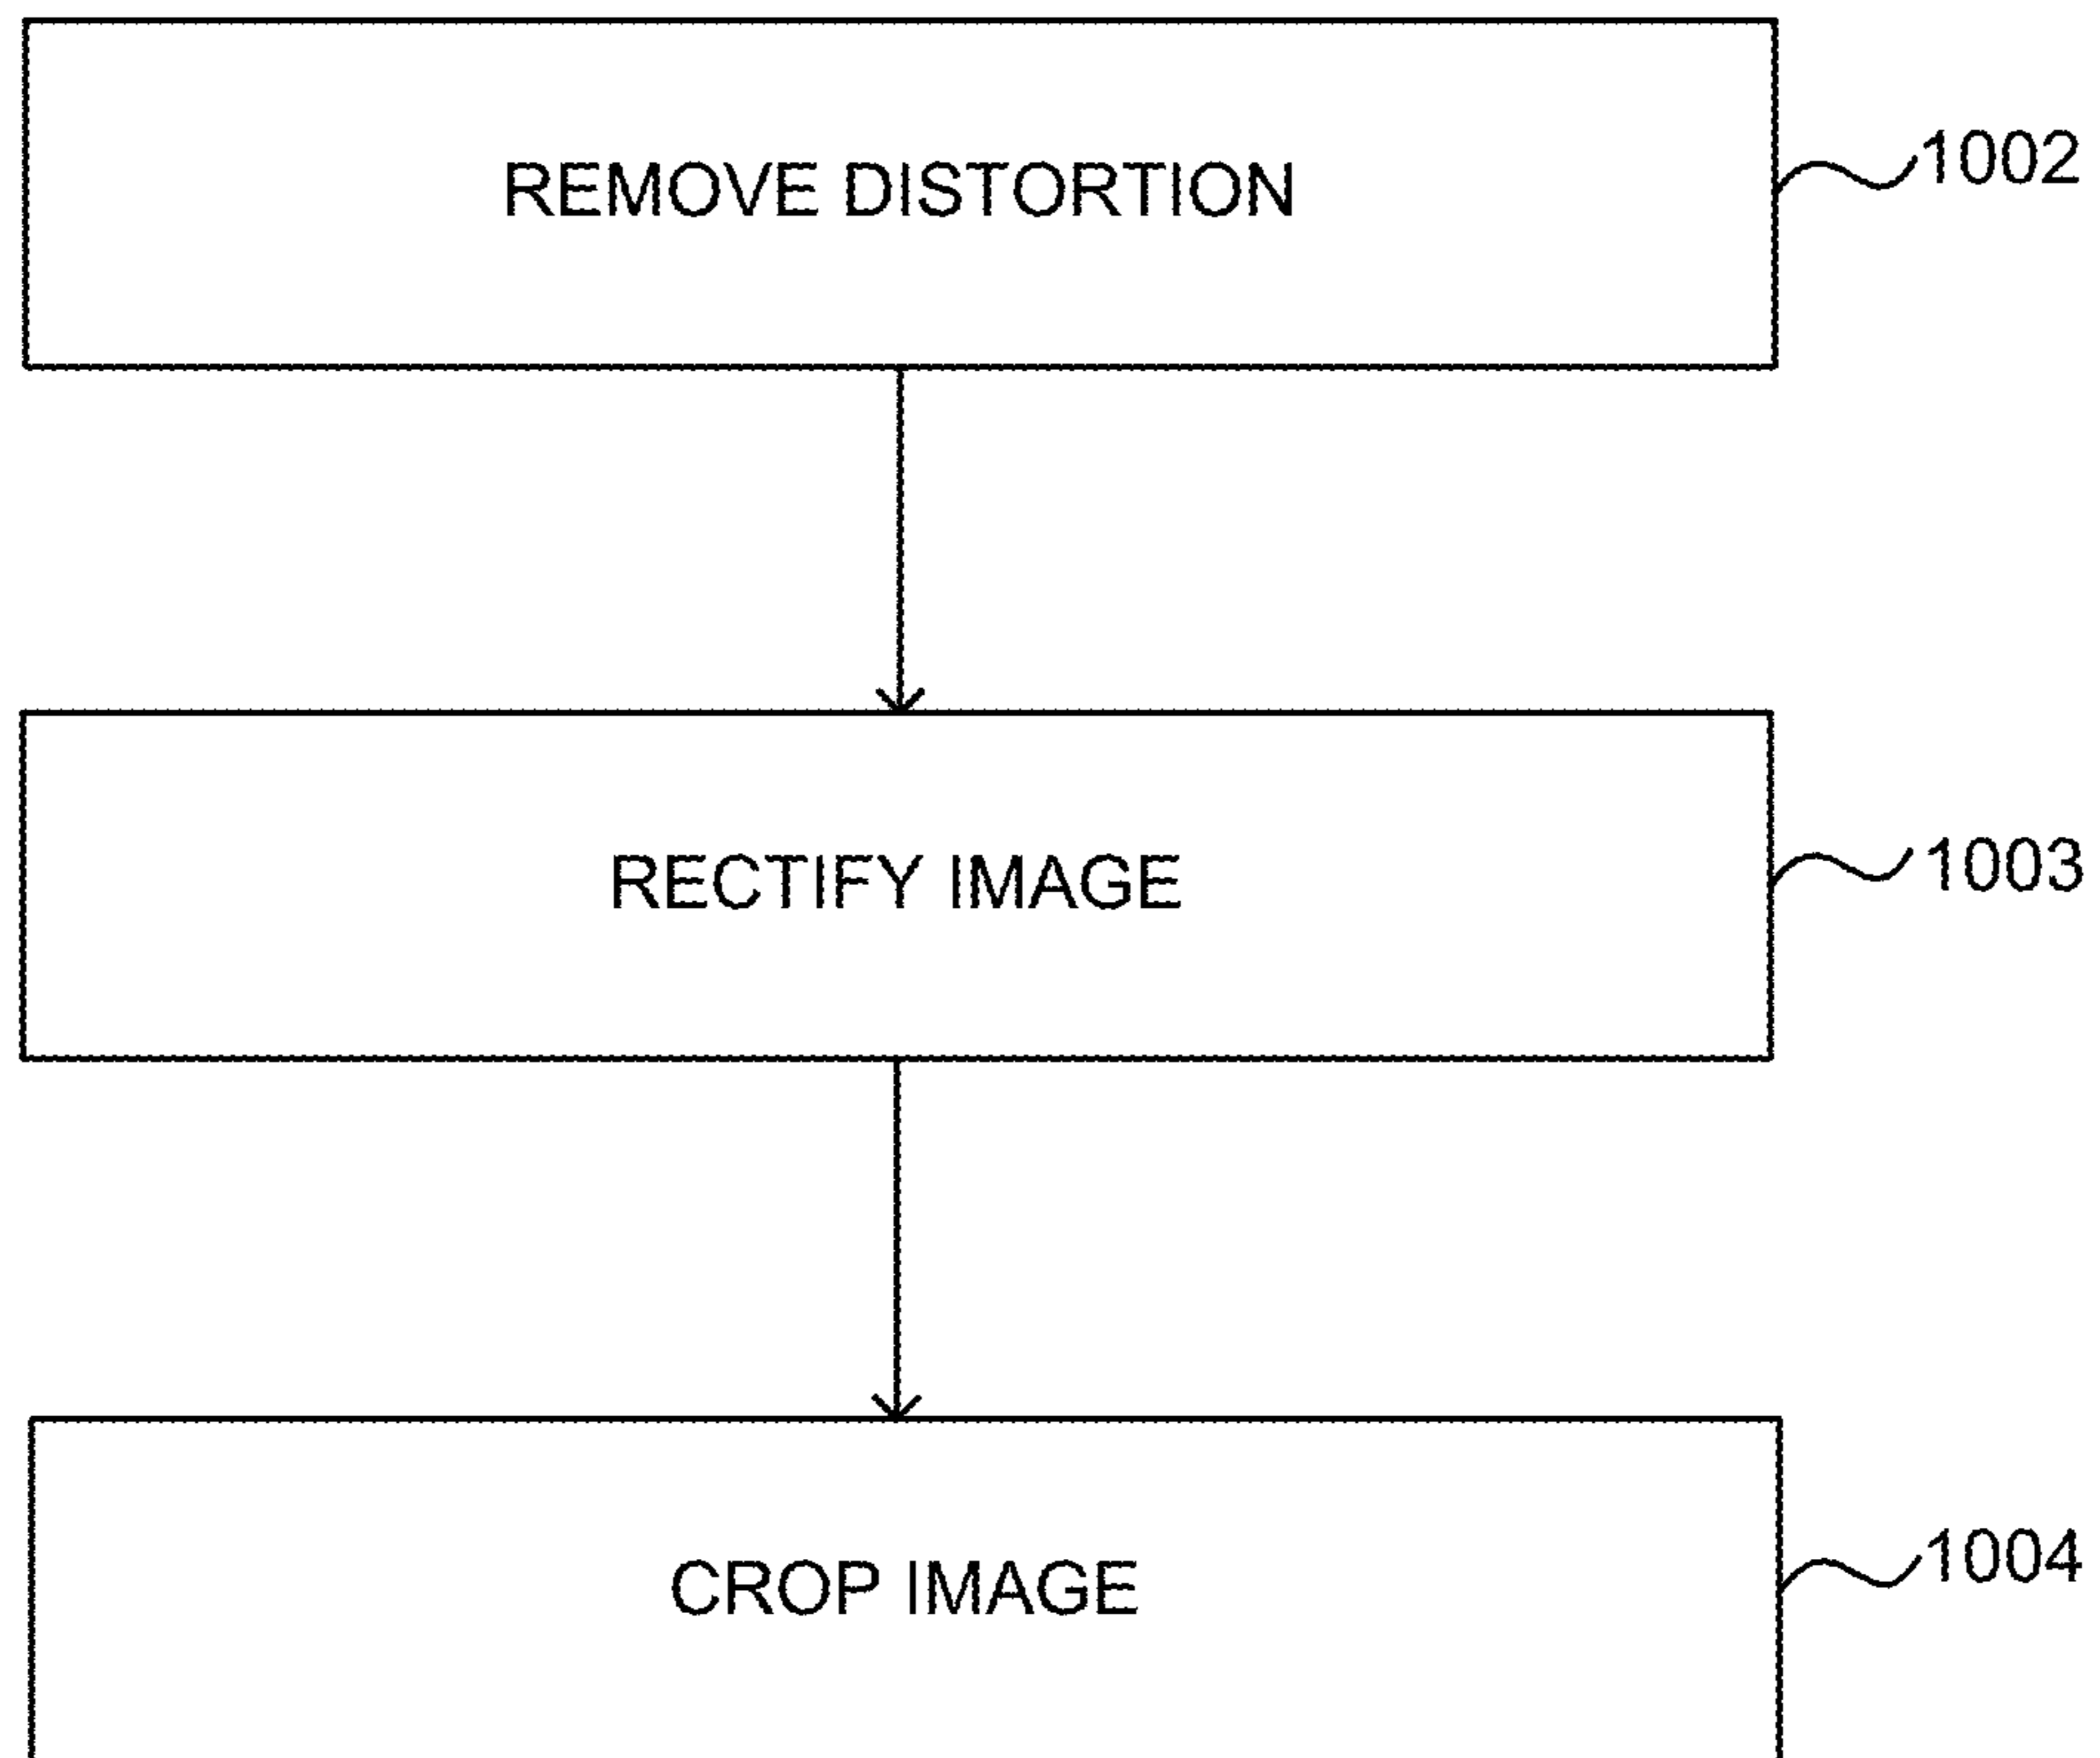 REMOVE DISTORTION
1002
RECTIFY IMAGE
1003
CROP IMAGE
1004